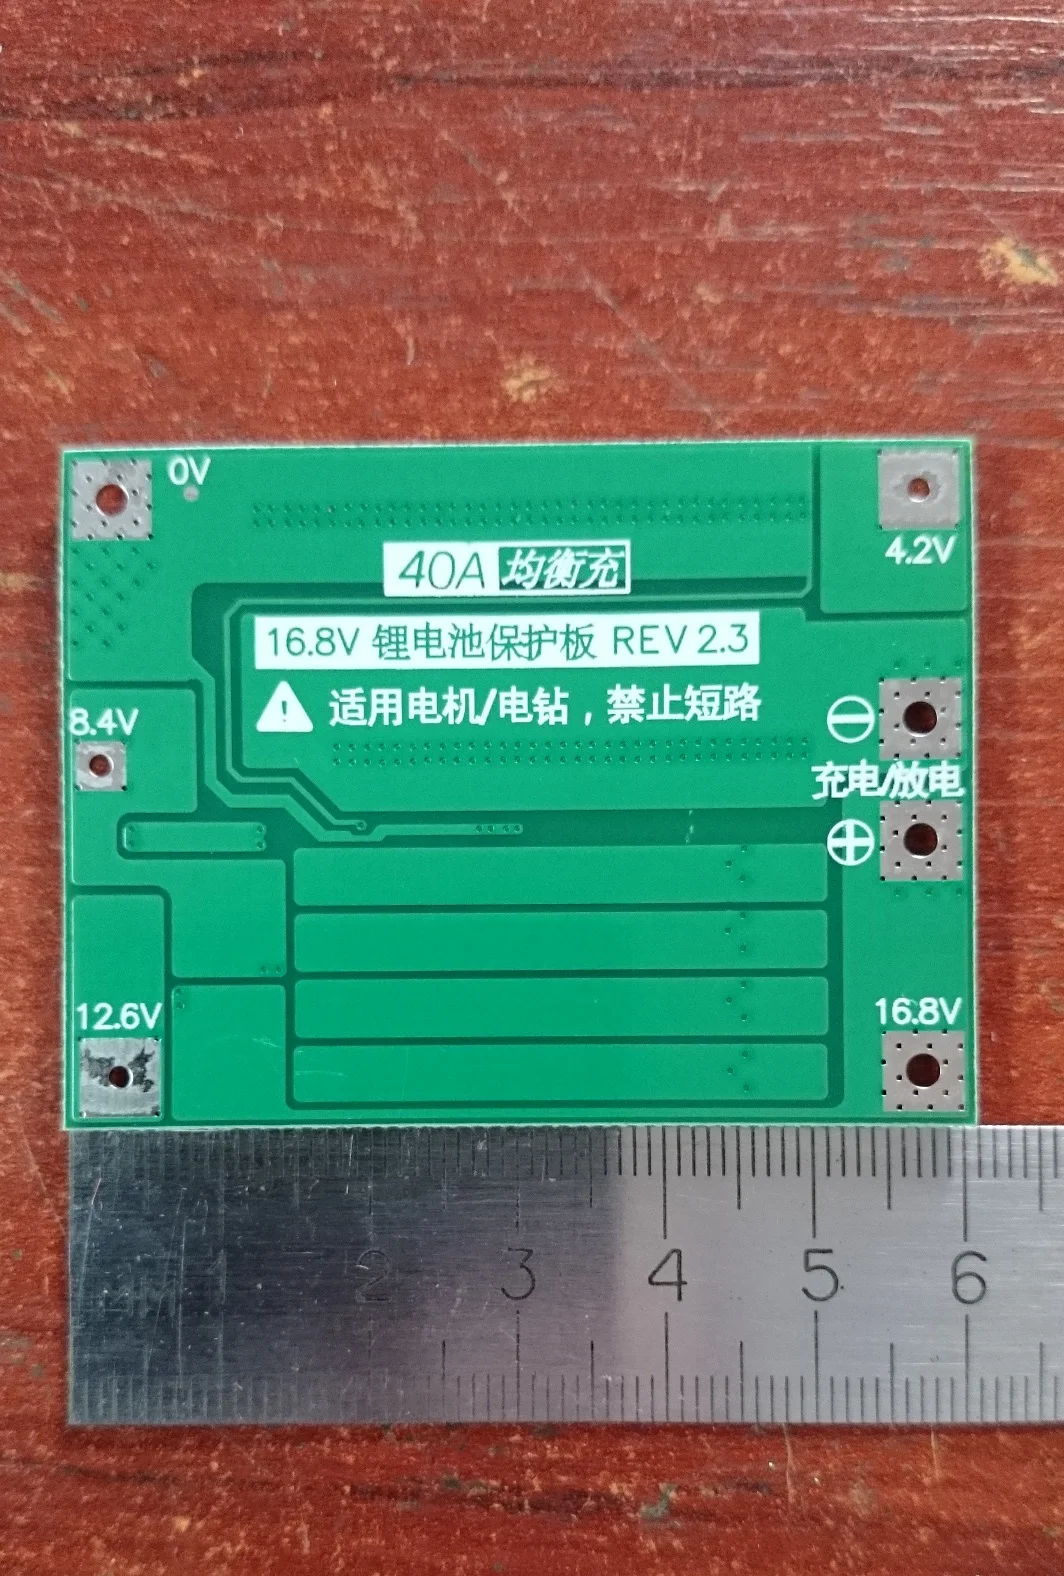 0V
4.2V
40A 均衡充
16.8V 锂电池保护板 REV 2.3
适用电机/电钻，禁止短路
8.4V
充电/放电
12.6V
16.8V
1 2 3 4 5 6